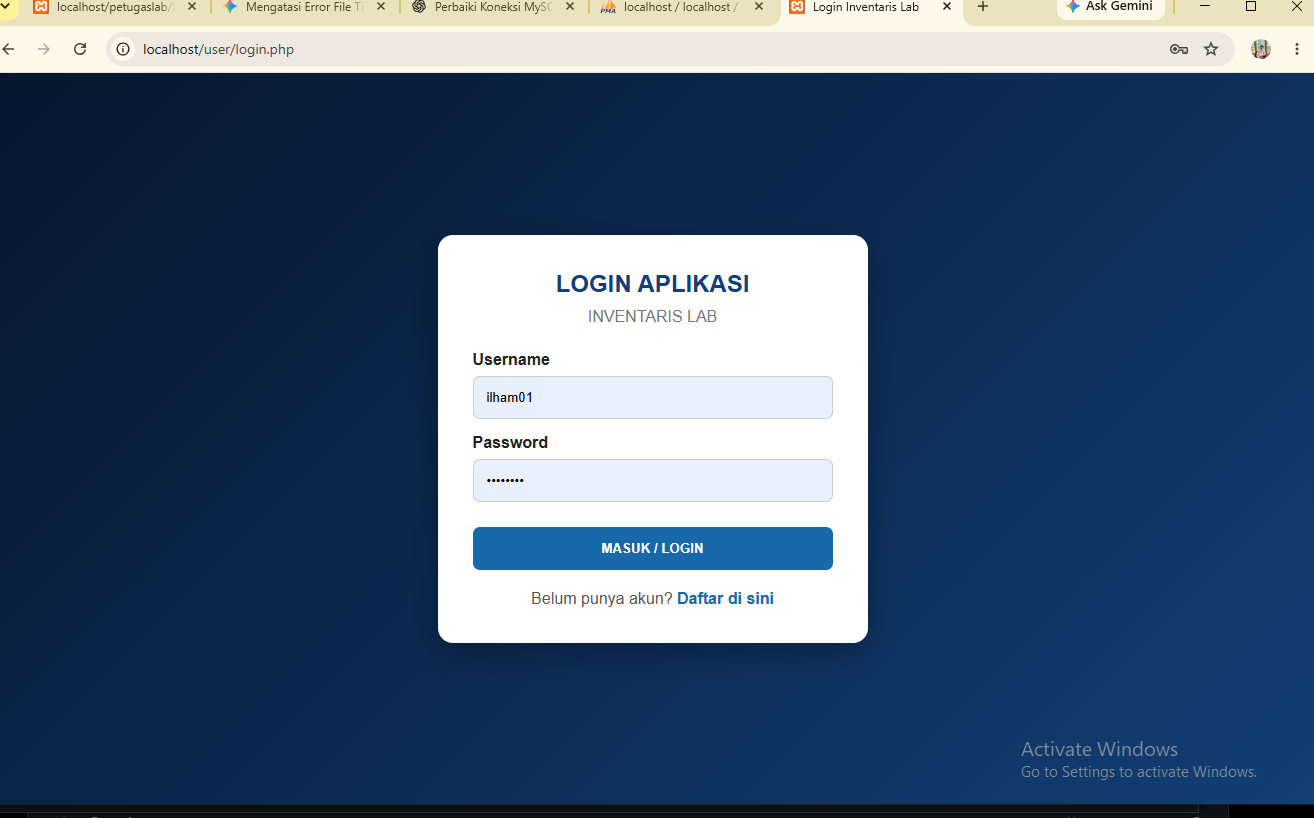 localhost/petugaslab/
Mengatasi Error File Ti
Perbaiki Koneksi MySQ
localhost / localhost /
Login Inventaris Lab
Ask Gemini
localhost/user/login.php
LOGIN APLIKASI
INVENTARIS LAB
Username
ilham01
Password
••••••••
MASUK / LOGIN
Belum punya akun? Daftar di sini
Activate Windows
Go to Settings to activate Windows.